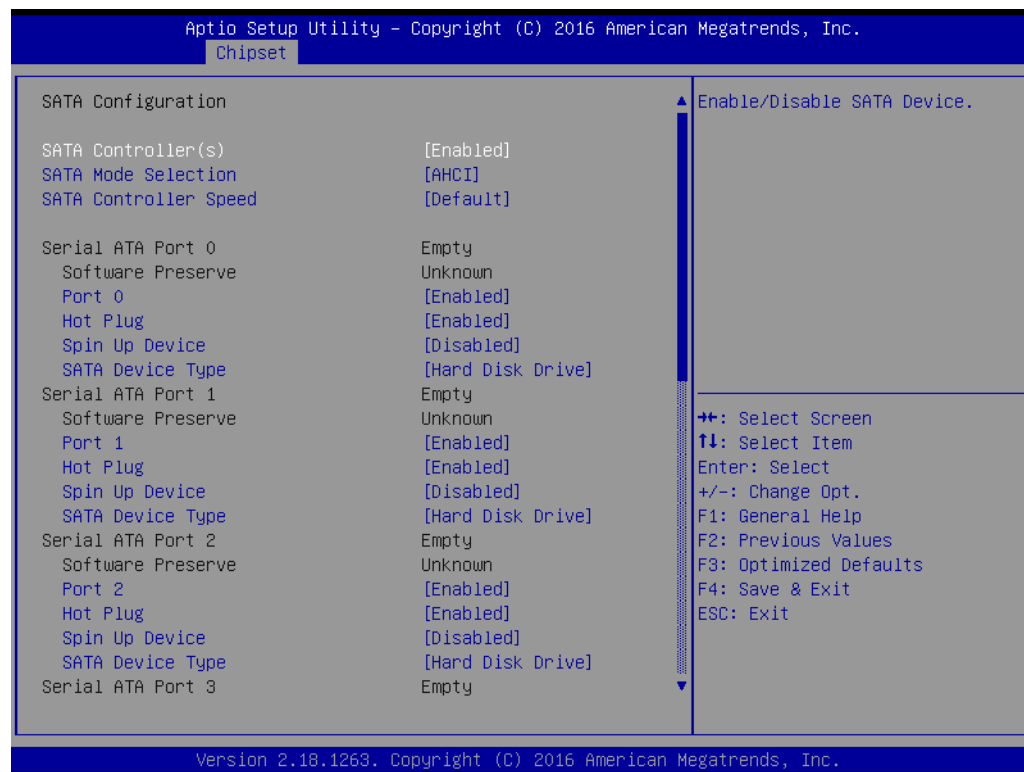 Aptio Setup Utility – Copyright (C) 2016 American Megatrends, Inc.
Chipset
SATA Configuration
SATA Controller(s) [Enabled]
SATA Mode Selection [AHCI]
SATA Controller Speed [Default]
Serial ATA Port 0 Empty
Software Preserve Unknown
Port 0 [Enabled]
Hot Plug [Enabled]
Spin Up Device [Disabled]
SATA Device Type [Hard Disk Drive]
Serial ATA Port 1 Empty
Software Preserve Unknown
Port 1 [Enabled]
Hot Plug [Enabled]
Spin Up Device [Disabled]
SATA Device Type [Hard Disk Drive]
Serial ATA Port 2 Empty
Software Preserve Unknown
Port 2 [Enabled]
Hot Plug [Enabled]
Spin Up Device [Disabled]
SATA Device Type [Hard Disk Drive]
Serial ATA Port 3 Empty
Enable/Disable SATA Device.
→←: Select Screen
↑↓: Select Item
Enter: Select
+/-: Change Opt.
F1: General Help
F2: Previous Values
F3: Optimized Defaults
F4: Save & Exit
ESC: Exit
Version 2.18.1263. Copyright (C) 2016 American Megatrends, Inc.